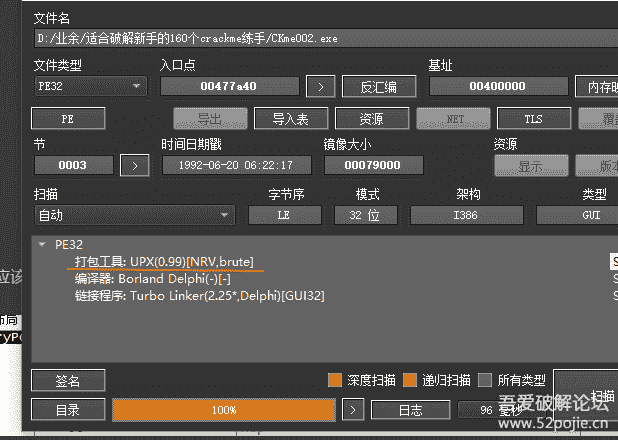 文件名
D:/业余/适合破解新手的160个crackme练手/CKme002.exe
文件类型 入口点 基址
PE32 00477a40 > 反汇编 00400000 内存映
PE 导出 导入表 资源 NET TLS 覆盖
节 时间日期戳 镜像大小 资源
0003 > 1992-06-20 06:22:17 00079000 显示 版本
扫描 字节序 模式 架构 类型
自动 LE 32 位 I386 GUI
PE32
打包工具: UPX(0.99)[NRV,brute] S
编译器: Borland Delphi(-)[-] S
链接程序: Turbo Linker(2.25*,Delphi)[GUI32] S
应该
布局
ryP
签名 深度扫描 递归扫描 所有类型 扫描
目录 100% > 日志 96 毫秒
吾爱破解论坛
www.52pojie.cn